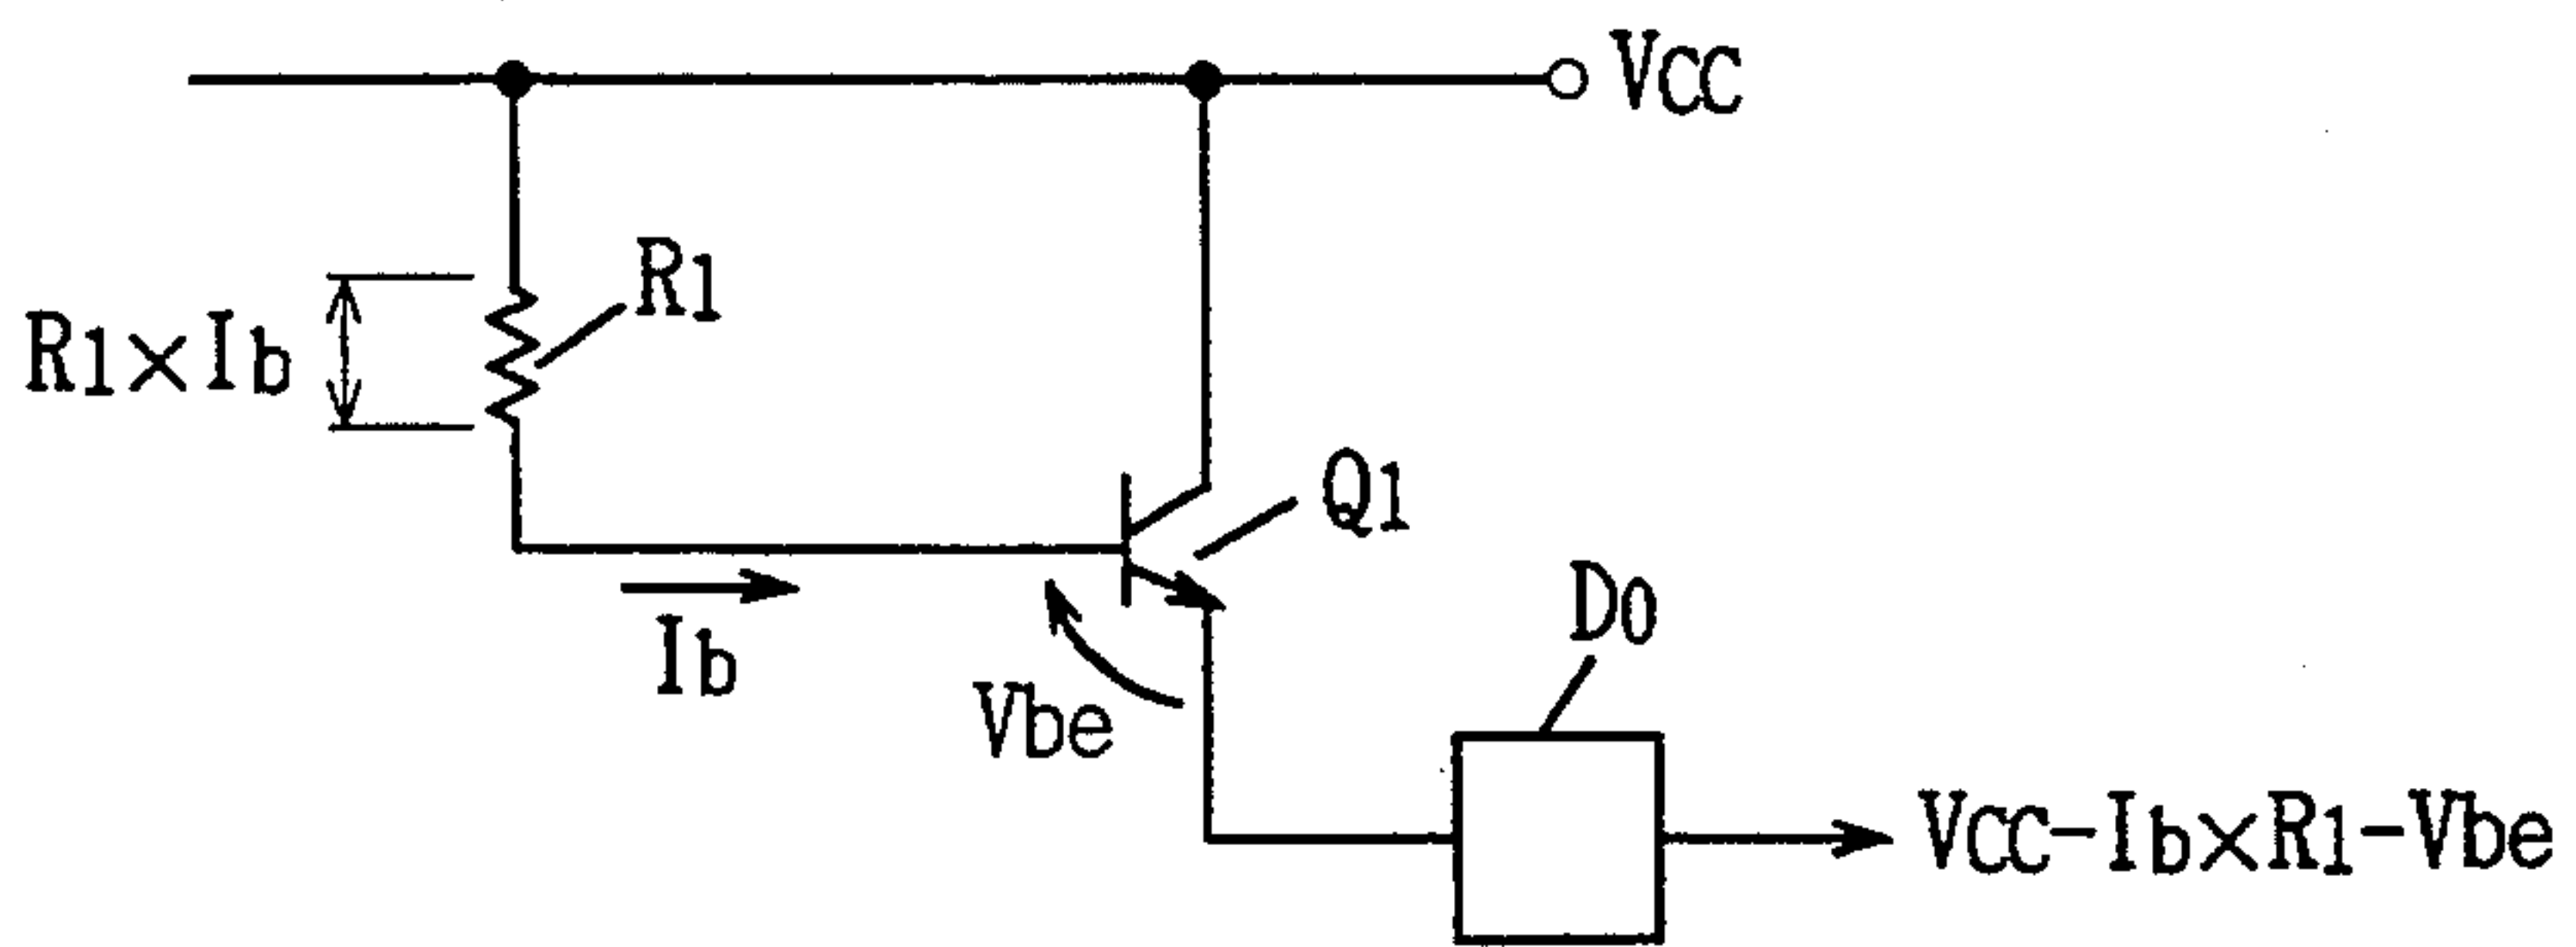 VCC
R1
R1×Ib
Q1
Ib
Vbe
D0
VCC-Ib×R1-Vbe